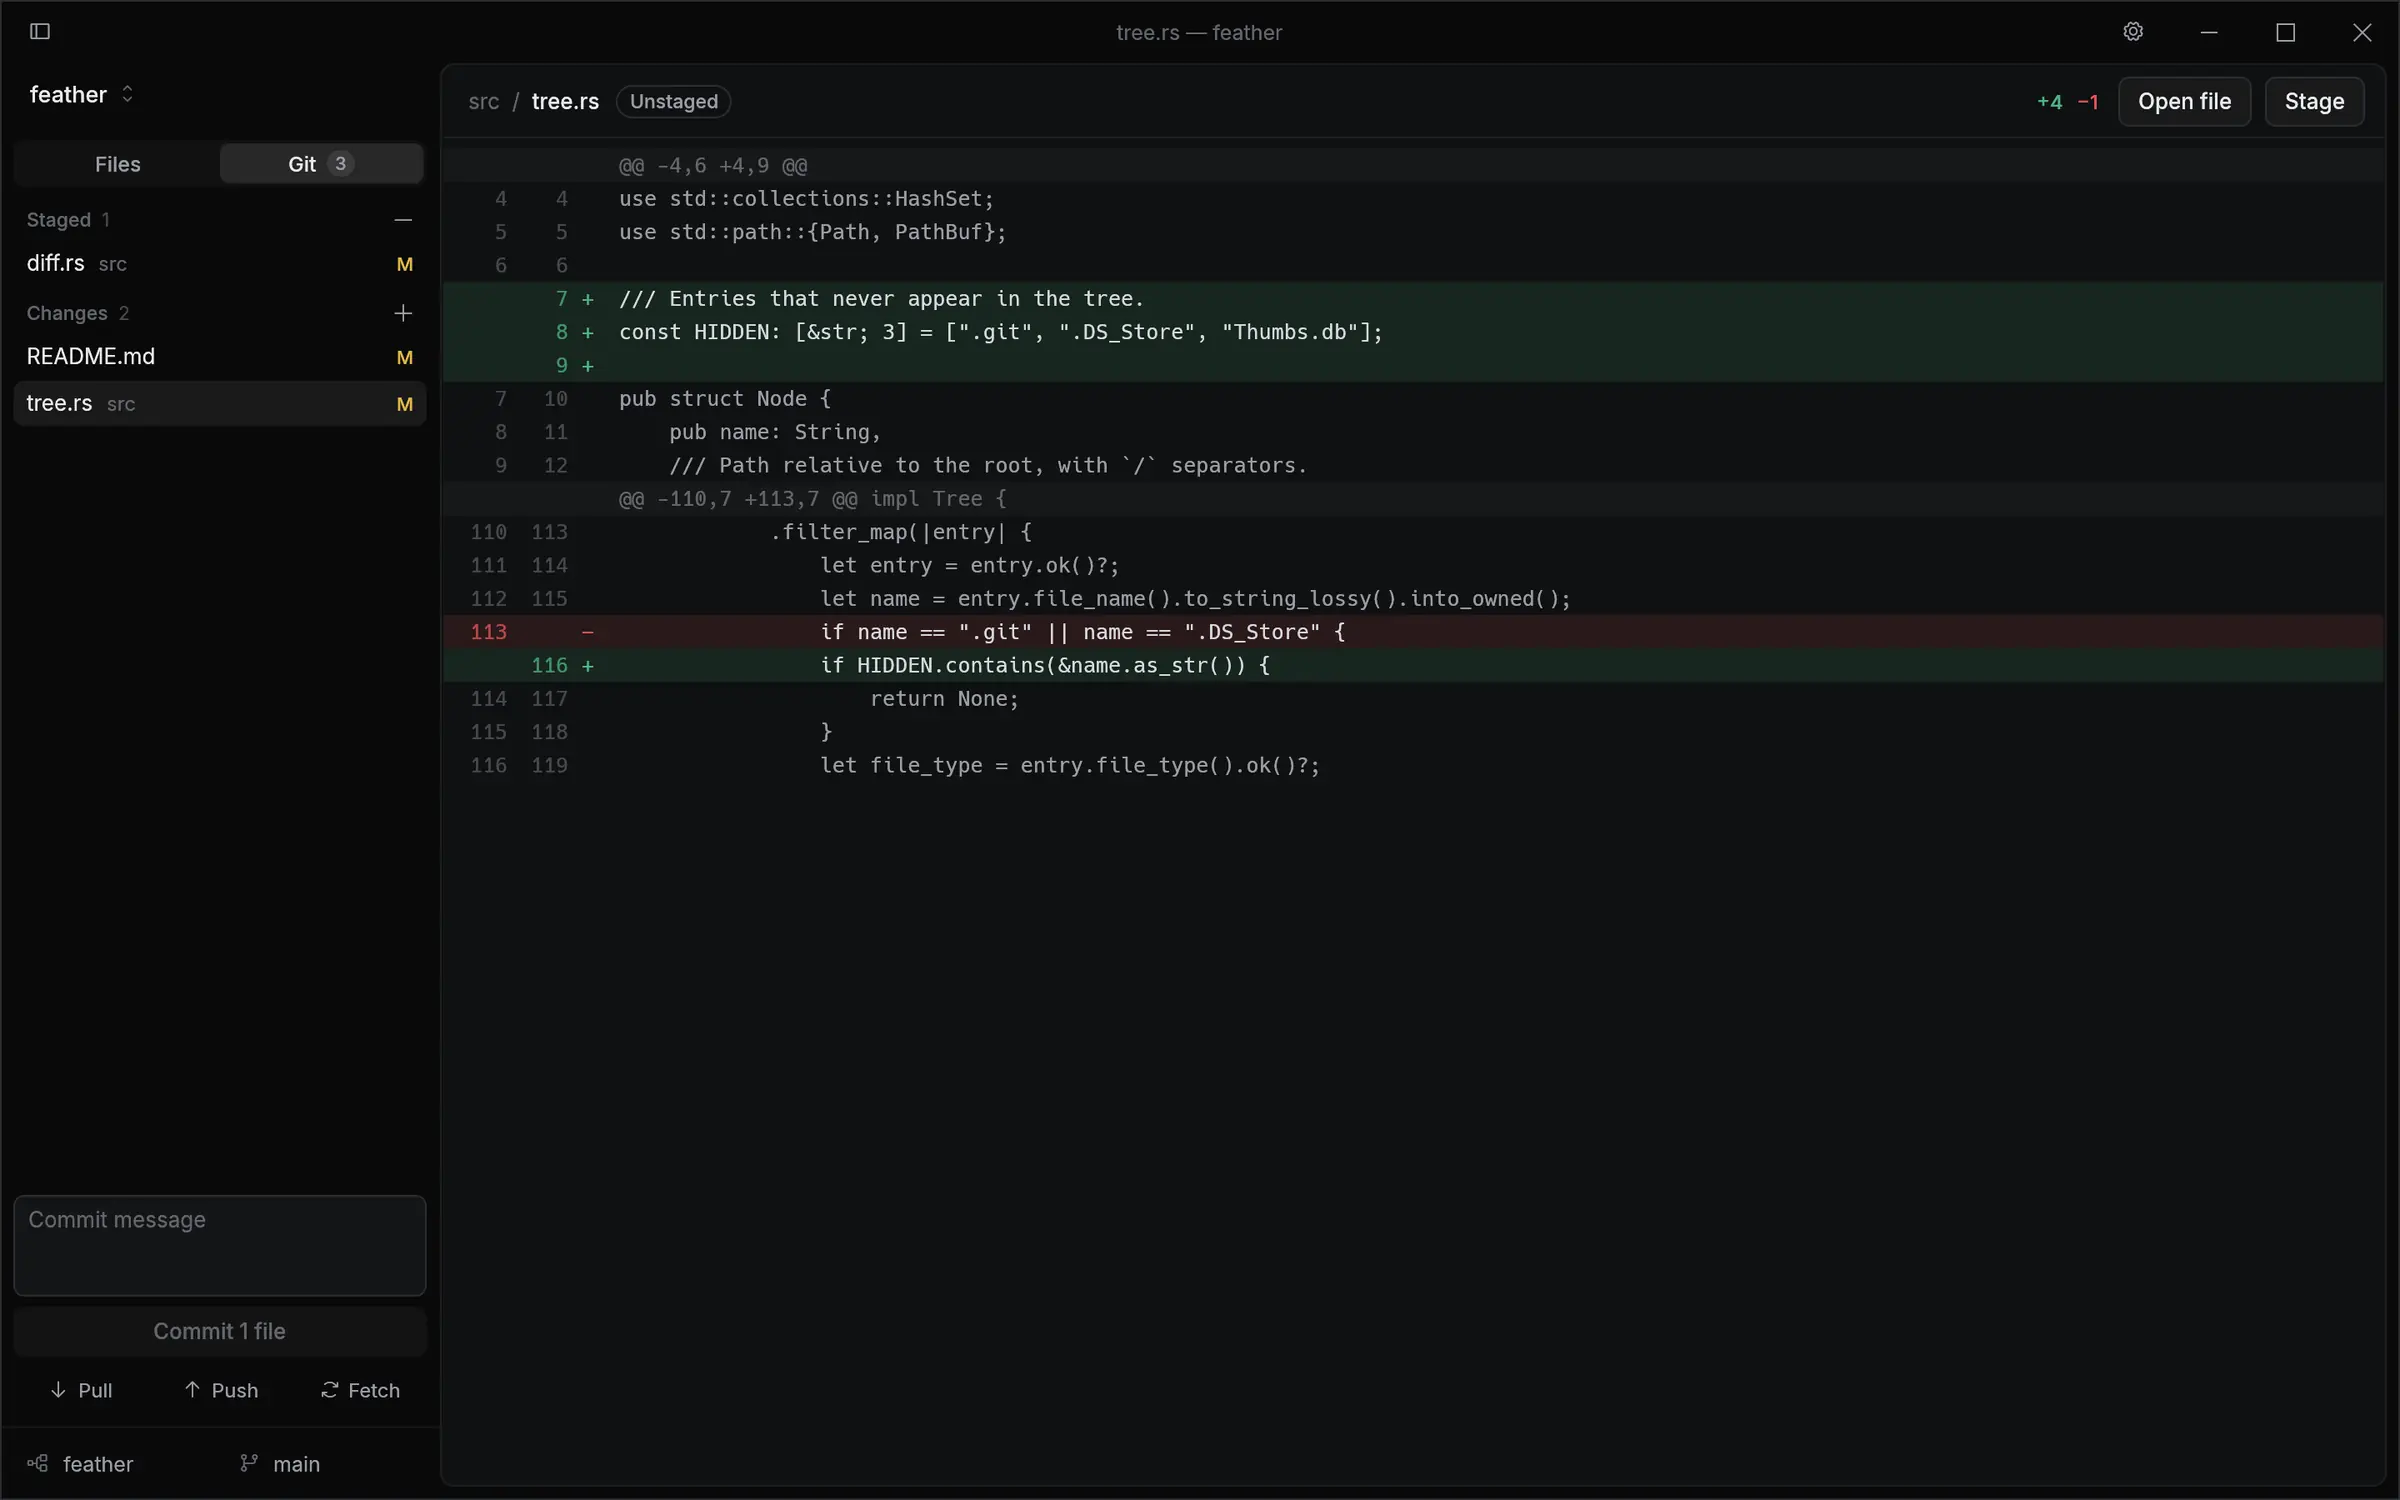 tree.rs — feather
feather
Files
Git 3
Staged 1
diff.rs src M
Changes 2
README.md M
tree.rs src M
Commit message
Commit 1 file
Pull Push Fetch
feather main
src / tree.rs Unstaged +4 −1 Open file Stage
@@ -4,6 +4,9 @@
4 4 use std::collections::HashSet;
5 5 use std::path::{Path, PathBuf};
6 6
7 + /// Entries that never appear in the tree.
8 + const HIDDEN: [&str; 3] = [".git", ".DS_Store", "Thumbs.db"];
9 +
7 10 pub struct Node {
8 11     pub name: String,
9 12     /// Path relative to the root, with `/` separators.
@@ -110,7 +113,7 @@ impl Tree {
110 113             .filter_map(|entry| {
111 114                 let entry = entry.ok()?;
112 115                 let name = entry.file_name().to_string_lossy().into_owned();
113 −                 if name == ".git" || name == ".DS_Store" {
116 +                 if HIDDEN.contains(&name.as_str()) {
114 117                     return None;
115 118                 }
116 119                 let file_type = entry.file_type().ok()?;